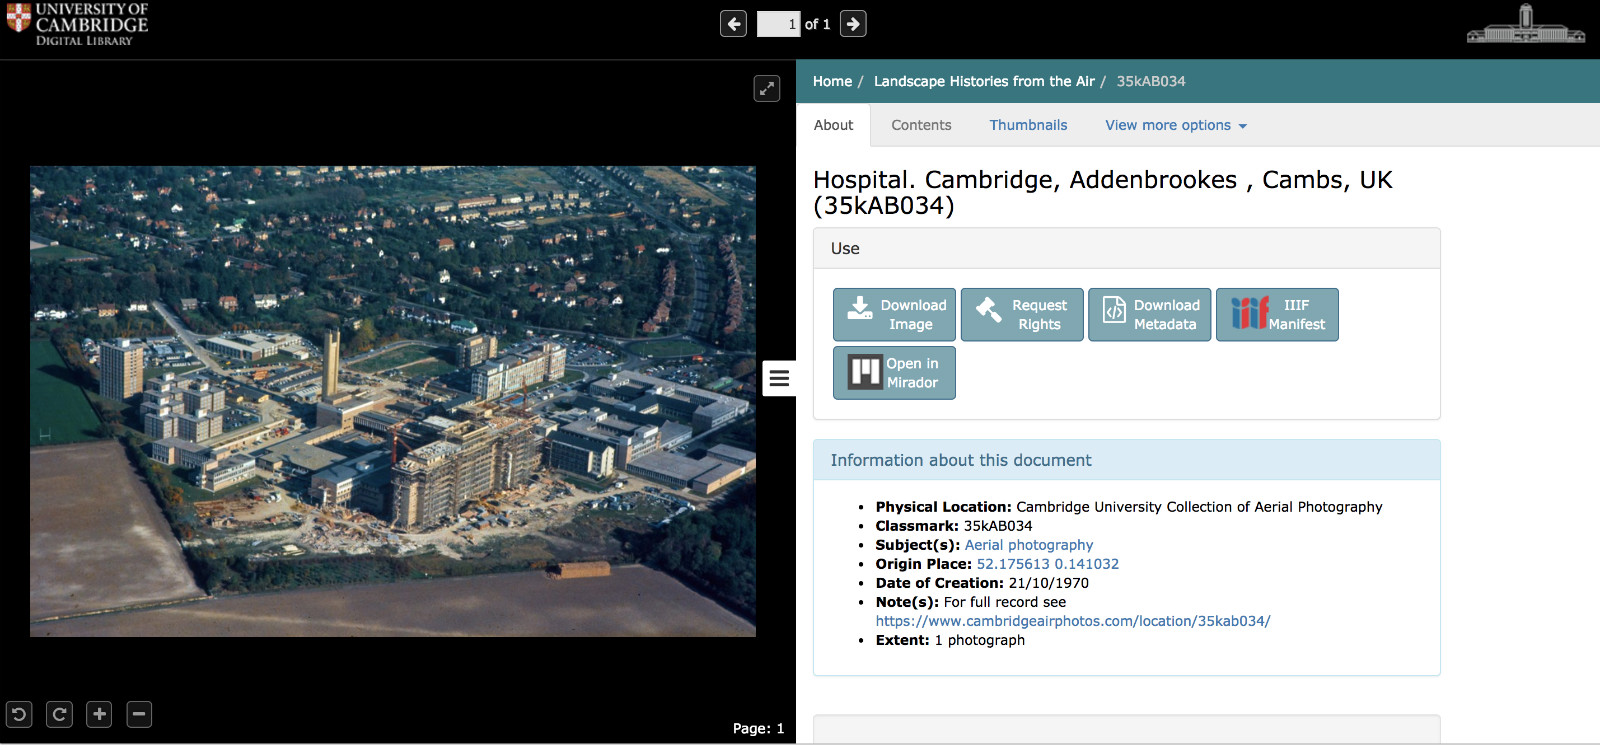 UNIVERSITY OF
CAMBRIDGE
DIGITAL LIBRARY
1 of 1
Home / Landscape Histories from the Air / 35kAB034
About Contents Thumbnails View more options
Hospital. Cambridge, Addenbrookes , Cambs, UK
(35kAB034)
Use
Download
Image
Request
Rights
Download
Metadata
iiif IIIF
Manifest
Open in
Mirador
Information about this document
• Physical Location: Cambridge University Collection of Aerial Photography
• Classmark: 35kAB034
• Subject(s): Aerial photography
• Origin Place: 52.175613 0.141032
• Date of Creation: 21/10/1970
• Note(s): For full record see
https://www.cambridgeairphotos.com/location/35kab034/
• Extent: 1 photograph
Page: 1